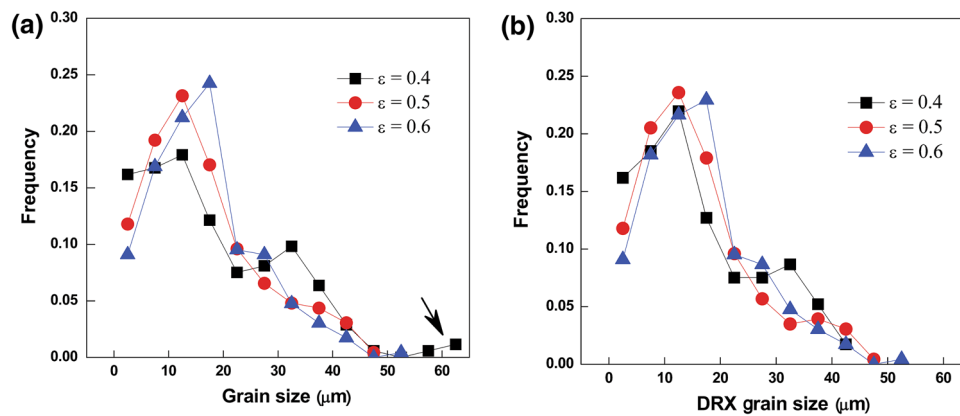 (a)
0.30
0.25
0.20
0.15
0.10
0.05
0.00
Frequency
ε = 0.4
ε = 0.5
ε = 0.6
0 10 20 30 40 50 60
Grain size (μm)
(b)
0.30
0.25
0.20
0.15
0.10
0.05
0.00
Frequency
ε = 0.4
ε = 0.5
ε = 0.6
0 10 20 30 40 50 60
DRX grain size (μm)